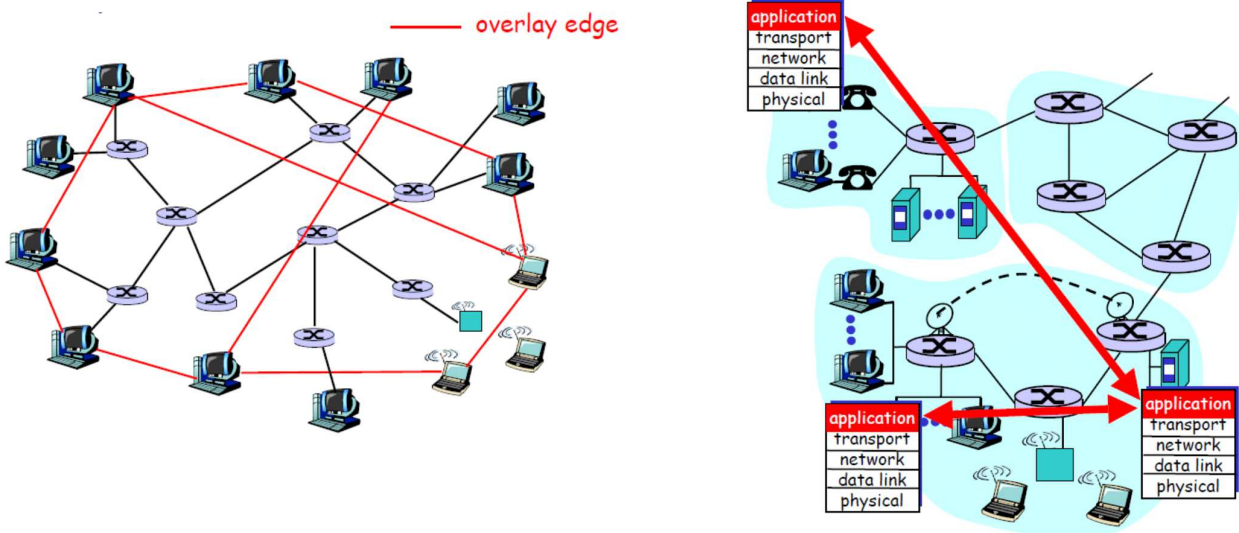 overlay edge
application
transport
network
data link
physical
application
transport
network
data link
physical
application
transport
network
data link
physical